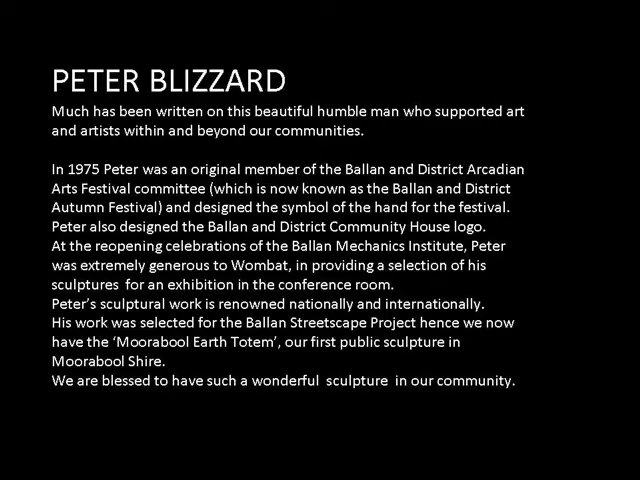 PETER BLIZZARD
Much has been written on this beautiful humble man who supported art
and artists within and beyond our communities.
In 1975 Peter was an original member of the Ballan and District Arcadian
Arts Festival committee (which is now known as the Ballan and District
Autumn Festival) and designed the symbol of the hand for the festival.
Peter also designed the Ballan and District Community House logo.
At the reopening celebrations of the Ballan Mechanics Institute, Peter
was extremely generous to Wombat, in providing a selection of his
sculptures  for an exhibition in the conference room.
Peter’s sculptural work is renowned nationally and internationally.
His work was selected for the Ballan Streetscape Project hence we now
have the ‘Moorabool Earth Totem’, our first public sculpture in
Moorabool Shire.
We are blessed to have such a wonderful  sculpture  in our community.